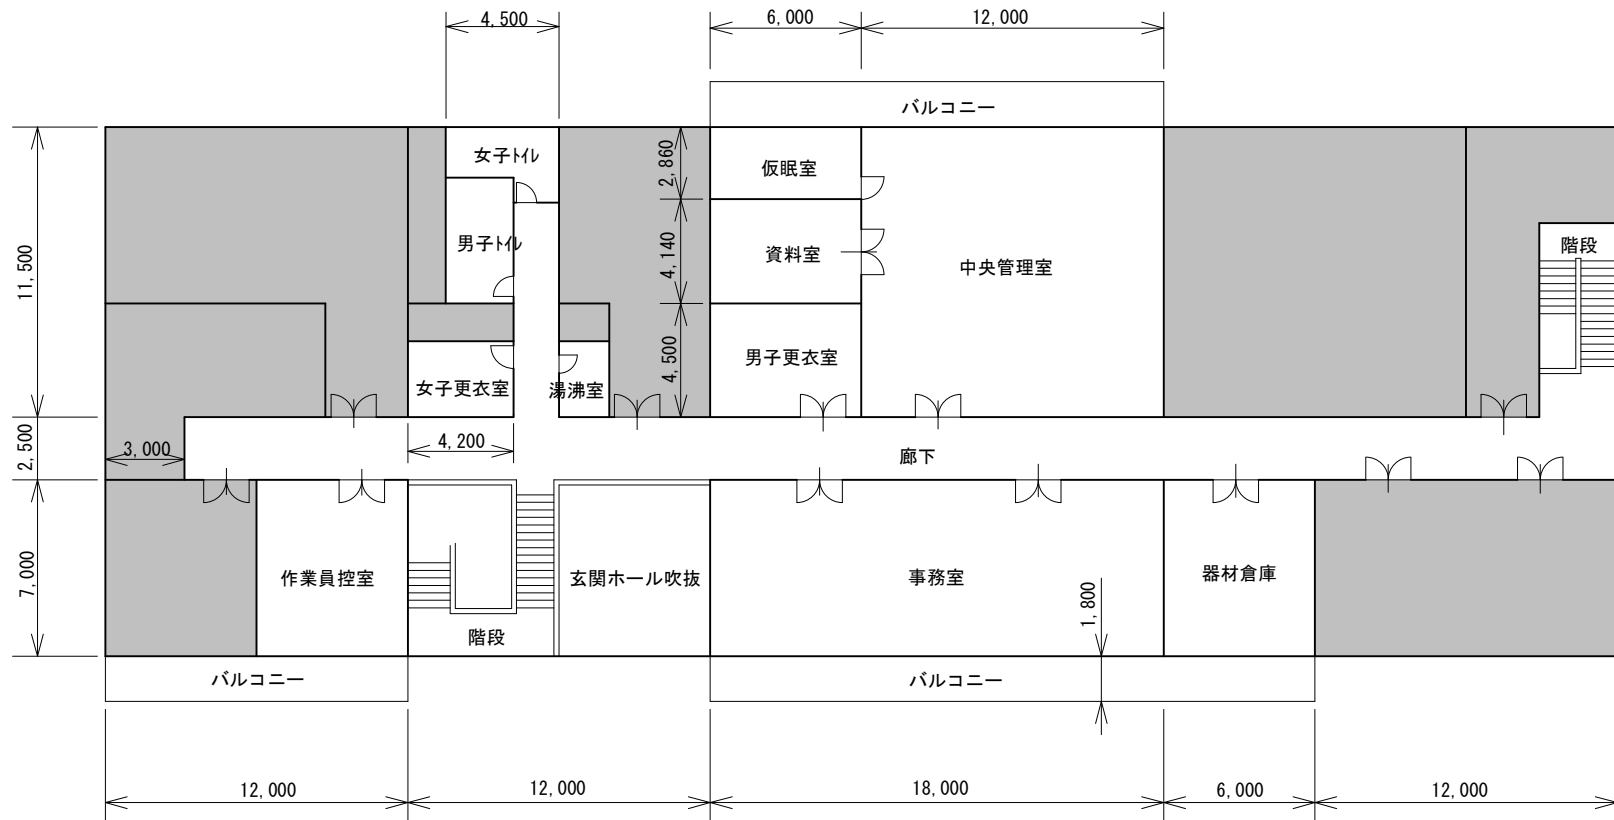 4,500
6,000
12,000
バルコニー
女子ﾄｲﾚ
2,860
仮眠室
男子ﾄｲﾚ
4,140
資料室
中央管理室
階段
11,500
4,500
男子更衣室
女子更衣室
湯沸室
2,500
3,000
4,200
廊下
7,000
作業員控室
玄関ホール吹抜
事務室
器材倉庫
1,800
階段
バルコニー
バルコニー
12,000
12,000
18,000
6,000
12,000